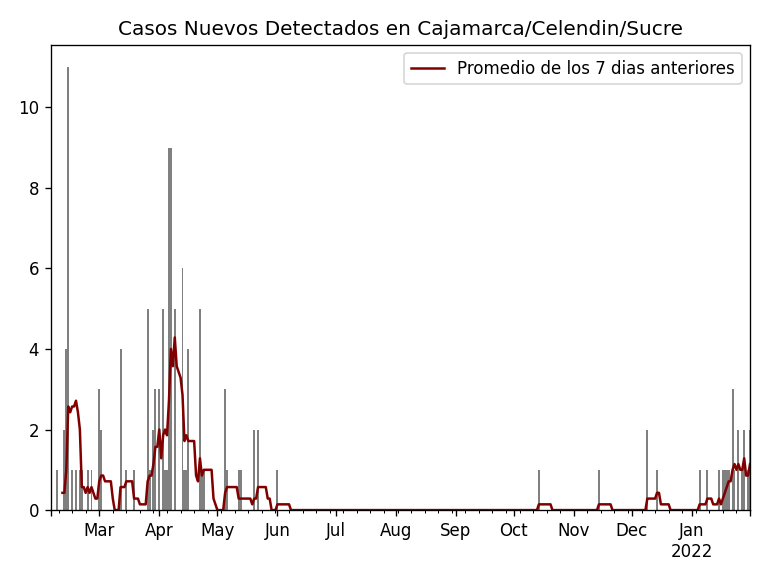 Casos Nuevos Detectados en Cajamarca/Celendin/Sucre
Promedio de los 7 dias anteriores
10
8
6
4
2
0
Mar Apr May Jun Jul Aug Sep Oct Nov Dec Jan
2022